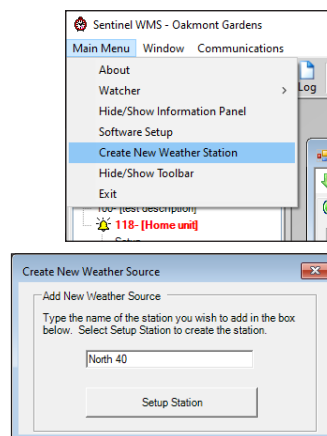 Sentinel WMS - Oakmont Gardens
Main Menu Window Communications
About
Log
Watcher
Hide/Show Information Panel
Software Setup
Create New Weather Station
Hide/Show Toolbar
Exit
118- [Home unit]
Create New Weather Source
Add New Weather Source
Type the name of the station you wish to add in the box
below. Select Setup Station to create the station.
North 40
Setup Station